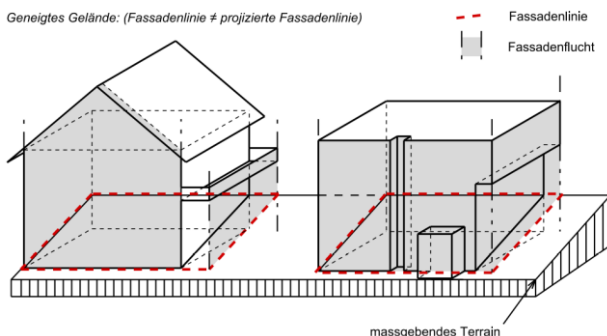 Geneigtes Gelände: (Fassadenlinie ≠ projizierte Fassadenlinie)
Fassadenlinie
Fassadenflucht
massgebendes Terrain